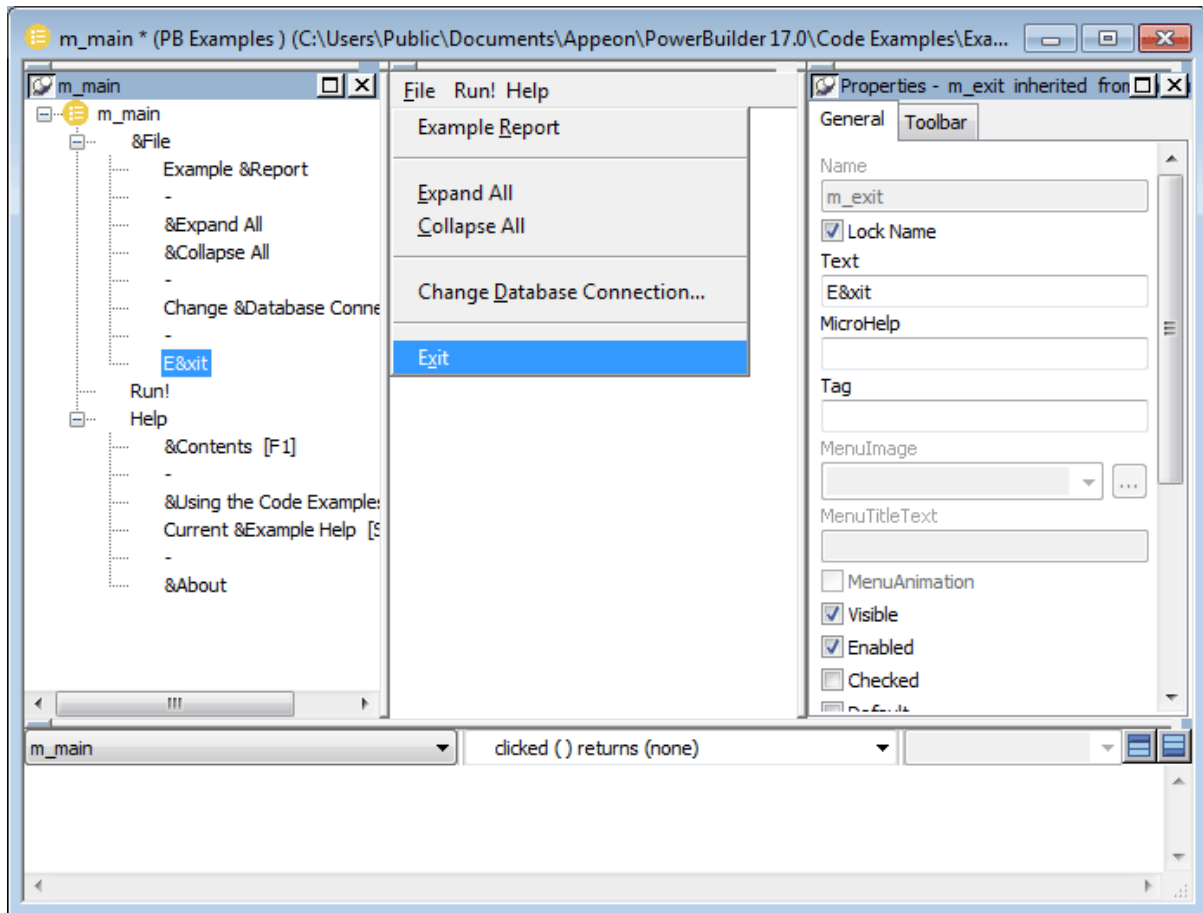 m_main * (PB Examples ) (C:\Users\Public\Documents\Appeon\PowerBuilder 17.0\Code Examples\Exa...
m_main
m_main
&File
Example &Report
-
&Expand All
&Collapse All
-
Change &Database Conne
-
E&xit
Run!
Help
&Contents [F1]
-
&Using the Code Examples
Current &Example Help [S
-
&About
File Run! Help
Example Report
Expand All
Collapse All
Change Database Connection...
Exit
Properties - m_exit inherited from
General Toolbar
Name
m_exit
Lock Name
Text
E&xit
MicroHelp
Tag
MenuImage
...
MenuTitleText
MenuAnimation
Visible
Enabled
Checked
Default
m_main
clicked ( ) returns (none)